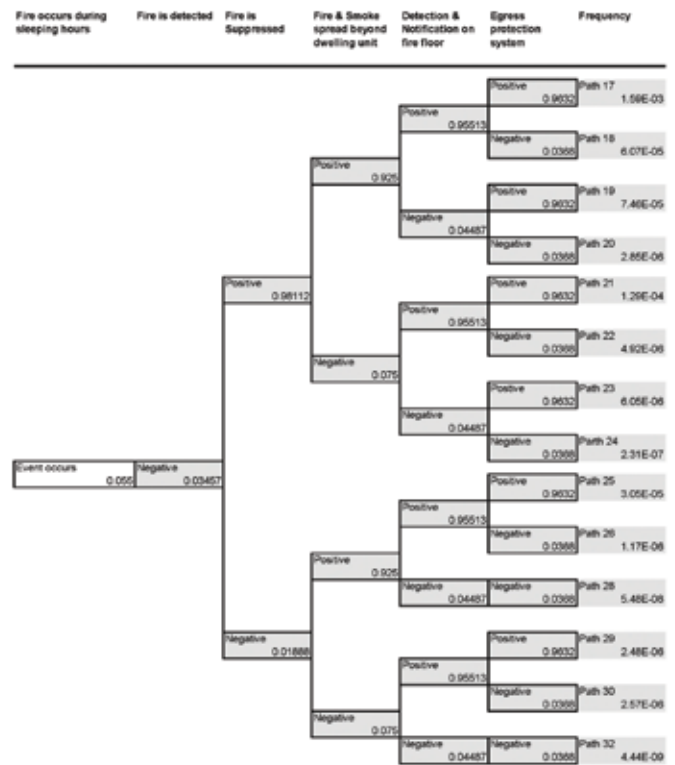 Fire occurs during sleeping hours
Fire is detected
Fire is Suppressed
Fire & Smoke spread beyond dwelling unit
Detection & Notification on fire floor
Egress protection system
Frequency
Positive 0.9632 Path 17 1.59E-03
Positive 0.95513
Negative 0.0368 Path 18 6.07E-05
Positive 0.925
Positive 0.9632 Path 19 7.46E-05
Negative 0.04487
Negative 0.0368 Path 20 2.85E-06
Positive 0.98112
Positive 0.9632 Path 21 1.29E-04
Positive 0.95513
Negative 0.0368 Path 22 4.92E-06
Negative 0.075
Positive 0.9632 Path 23 6.05E-06
Negative 0.04487
Negative 0.0368 Parth 24 2.31E-07
Event occurs 0.055 Negative 0.03457
Positive 0.9632 Path 25 3.05E-05
Positive 0.95513
Negative 0.0368 Path 26 1.17E-06
Positive 0.925
Negative 0.04487 Negative 0.0368 Path 28 5.48E-08
Negative 0.01888
Positive 0.9632 Path 29 2.48E-06
Positive 0.95513
Negative 0.0368 Path 30 2.57E-06
Negative 0.075
Negative 0.04487 Negative 0.0368 Path 32 4.44E-09